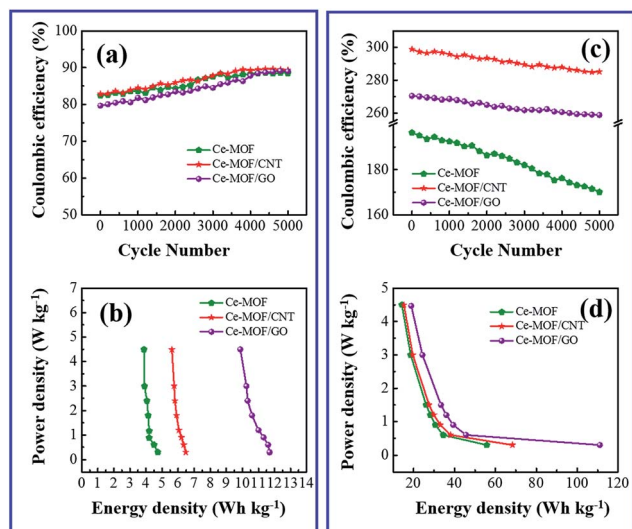 (a)
Coulombic efficiency (%)
100
90
80
70
60
50
Ce-MOF
Ce-MOF/CNT
Ce-MOF/GO
0 1000 2000 3000 4000 5000
Cycle Number
(c)
Coulombic efficiency (%)
300
280
260
170
Ce-MOF
Ce-MOF/CNT
Ce-MOF/GO
0 1000 2000 3000 4000 5000
Cycle Number
(b)
Power density (W kg-1)
7
6
5
4
3
2
1
0
Ce-MOF
Ce-MOF/CNT
Ce-MOF/GO
0 1 2 3 4 5 6 7 8 9 10 11 12 13 14
Energy density (Wh kg-1)
(d)
Power density (W kg-1)
5
4
3
2
1
0
Ce-MOF
Ce-MOF/CNT
Ce-MOF/GO
20 40 60 80 100 120
Energy density (Wh kg-1)